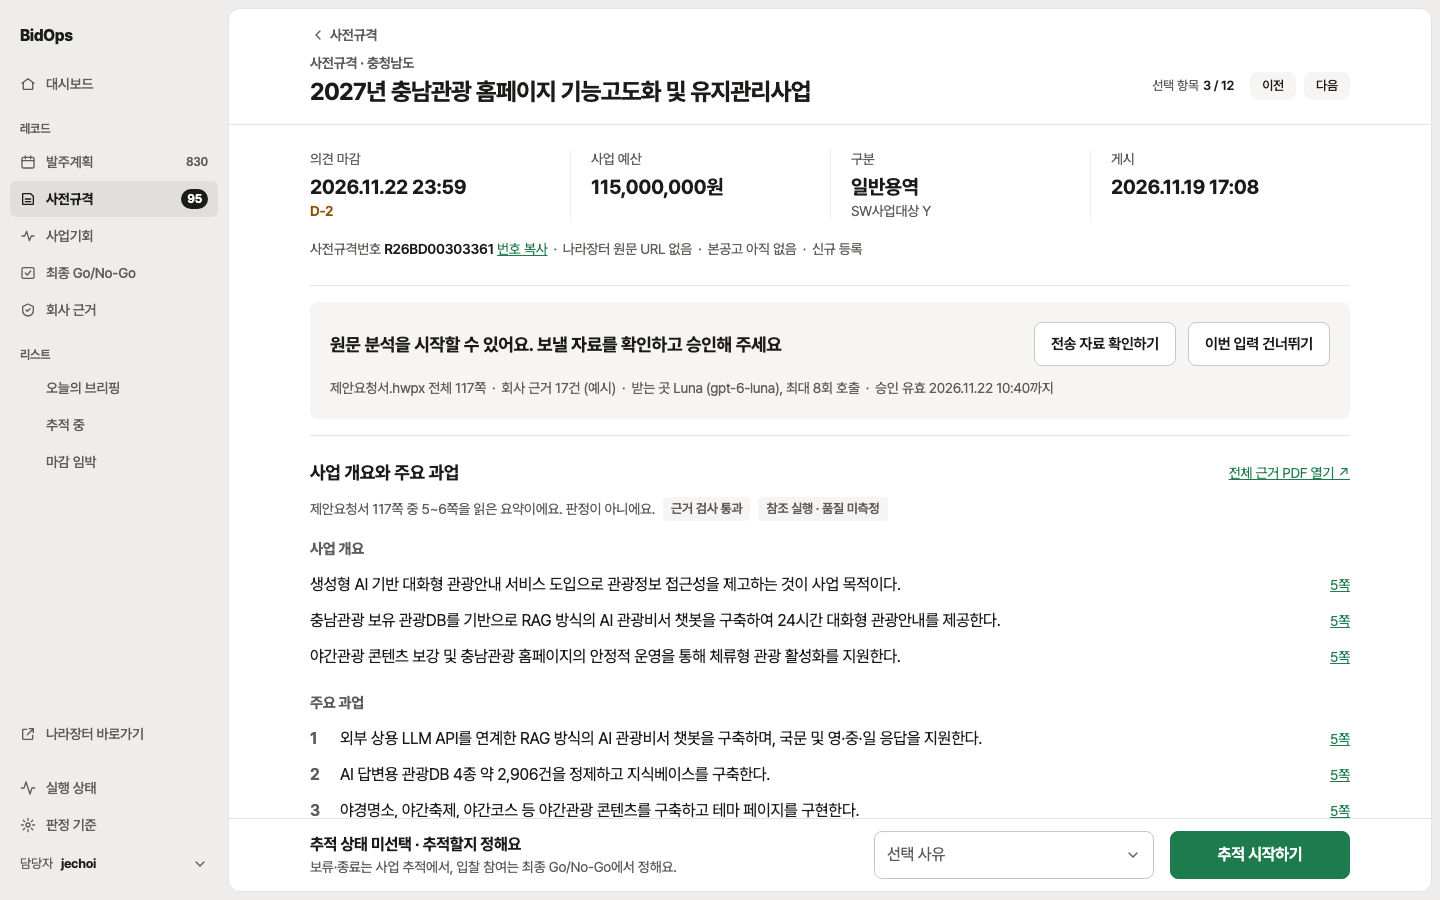 BidOps
대시보드
레코드
발주계획 830
사전규격 95
사업기회
최종 Go/No-Go
회사 근거
리스트
오늘의 브리핑
추적 중
마감 임박
나라장터 바로가기
실행 상태
판정 기준
담당자 jechoi
사전규격
사전규격 · 충청남도
2027년 충남관광 홈페이지 기능고도화 및 유지관리사업
선택 항목 3 / 12 이전 다음
의견 마감
2026.11.22 23:59
D-2
사업 예산
115,000,000원
구분
일반용역
SW사업대상 Y
게시
2026.11.19 17:08
사전규격번호 R26BD00303361 번호 복사 · 나라장터 원문 URL 없음 · 본공고 아직 없음 · 신규 등록
원문 분석을 시작할 수 있어요. 보낼 자료를 확인하고 승인해 주세요
전송 자료 확인하기 이번 입력 건너뛰기
제안요청서.hwpx 전체 117쪽 · 회사 근거 17건 (예시) · 받는 곳 Luna (gpt-6-luna), 최대 8회 호출 · 승인 유효 2026.11.22 10:40까지
사업 개요와 주요 과업
전체 근거 PDF 열기 ↗
제안요청서 117쪽 중 5~6쪽을 읽은 요약이에요. 판정이 아니에요. 근거 검사 통과 참조 실행 · 품질 미측정
사업 개요
생성형 AI 기반 대화형 관광안내 서비스 도입으로 관광정보 접근성을 제고하는 것이 사업 목적이다. 5쪽
충남관광 보유 관광DB를 기반으로 RAG 방식의 AI 관광비서 챗봇을 구축하여 24시간 대화형 관광안내를 제공한다. 5쪽
야간관광 콘텐츠 보강 및 충남관광 홈페이지의 안정적 운영을 통해 체류형 관광 활성화를 지원한다. 5쪽
주요 과업
1 외부 상용 LLM API를 연계한 RAG 방식의 AI 관광비서 챗봇을 구축하며, 국문 및 영·중·일 응답을 지원한다. 5쪽
2 AI 답변용 관광DB 4종 약 2,906건을 정제하고 지식베이스를 구축한다. 5쪽
3 야경명소, 야간축제, 야간코스 등 야간관광 콘텐츠를 구축하고 테마 페이지를 구현한다. 5쪽
추적 상태 미선택 · 추적할지 정해요
보류·종료는 사업 추적에서, 입찰 참여는 최종 Go/No-Go에서 정해요.
선택 사유
추적 시작하기